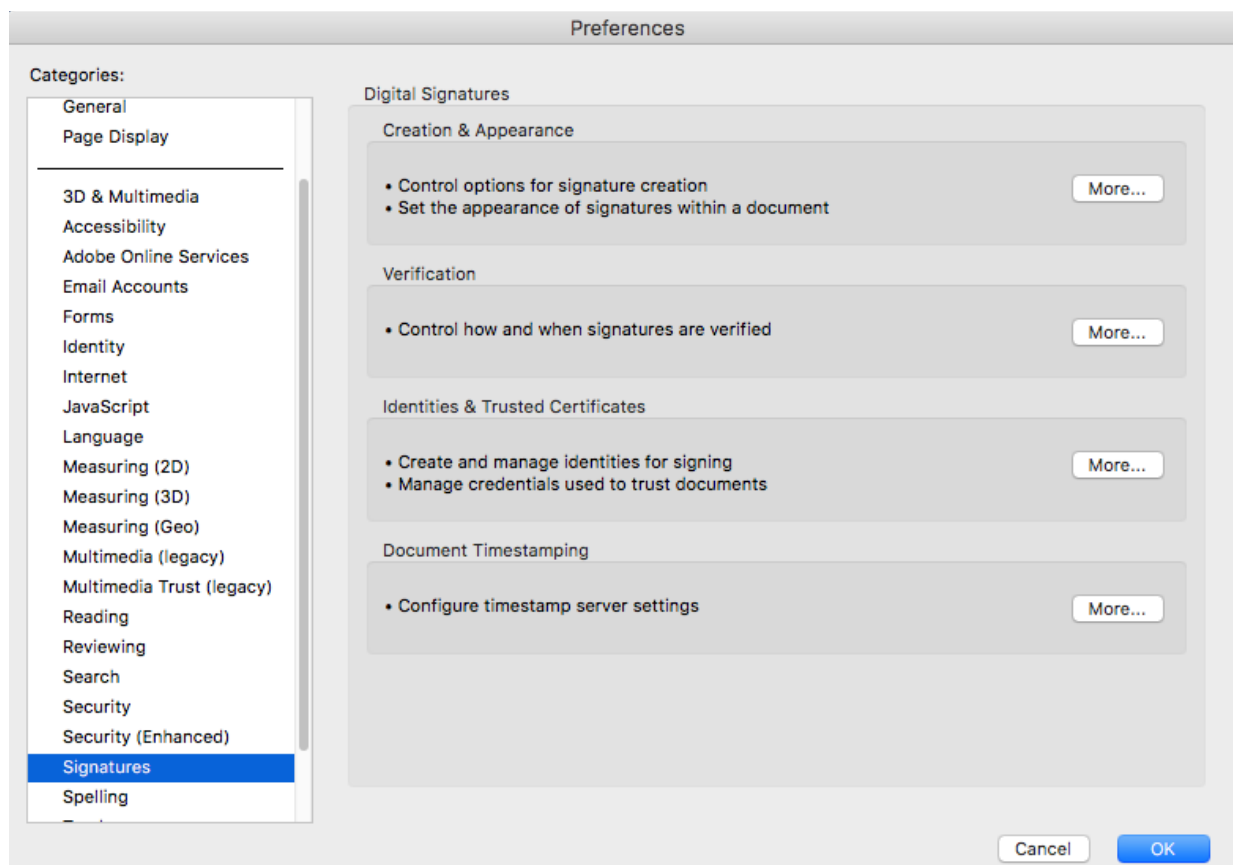 Preferences
Categories:
General
Page Display
3D & Multimedia
Accessibility
Adobe Online Services
Email Accounts
Forms
Identity
Internet
JavaScript
Language
Measuring (2D)
Measuring (3D)
Measuring (Geo)
Multimedia (legacy)
Multimedia Trust (legacy)
Reading
Reviewing
Search
Security
Security (Enhanced)
Signatures
Spelling
Digital Signatures
Creation & Appearance
• Control options for signature creation
• Set the appearance of signatures within a document
More...
Verification
• Control how and when signatures are verified
More...
Identities & Trusted Certificates
• Create and manage identities for signing
• Manage credentials used to trust documents
More...
Document Timestamping
• Configure timestamp server settings
More...
Cancel
OK